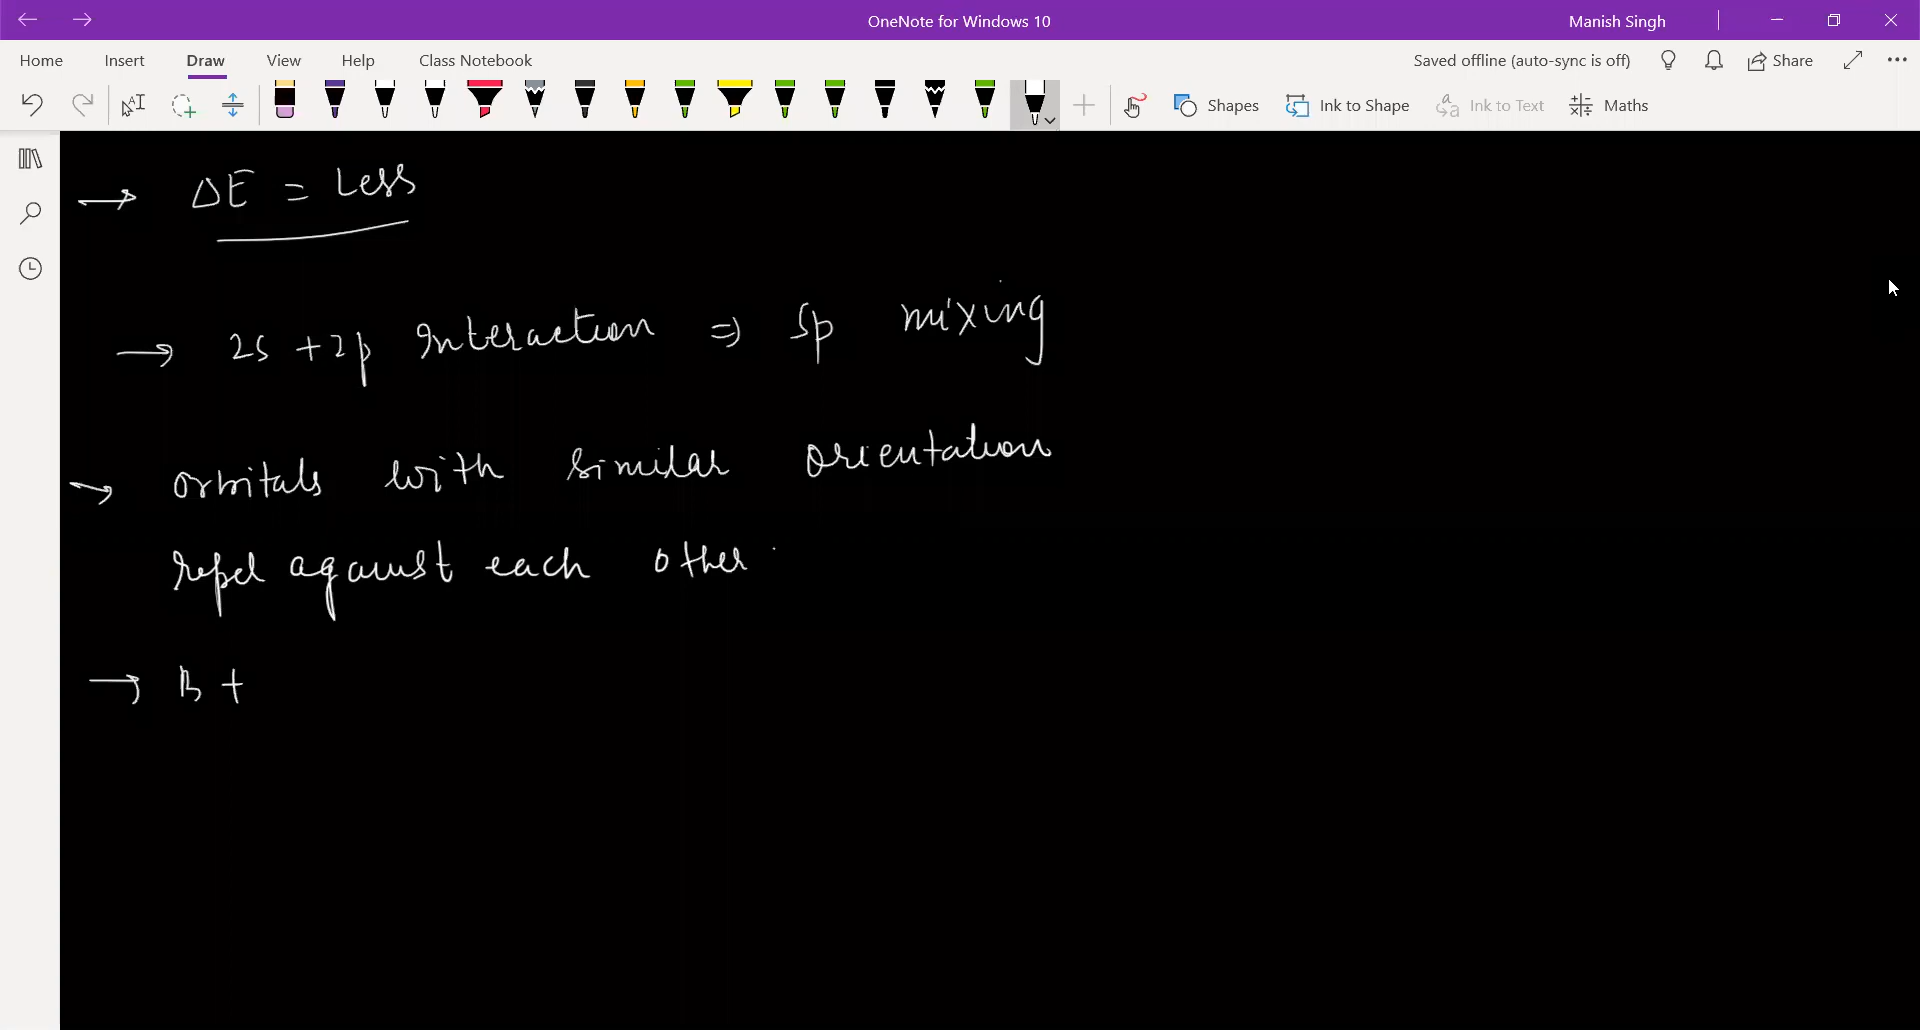 OneNote for Windows 10
Manish Singh
Home Insert Draw View Help Class Notebook
Saved offline (auto-sync is off) Share
Shapes Ink to Shape Ink to Text Maths
→ ΔE = Less
→ 2s + 2p Interaction ⇒ Sp mixing
→ orbitals with similar orientation
repel against each other
→ B +